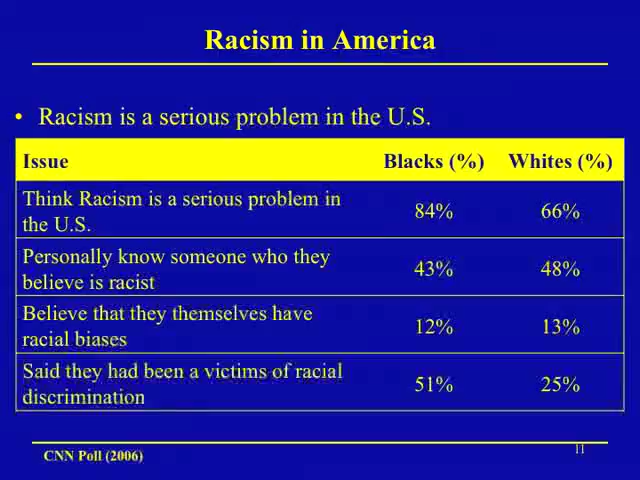 Racism in America
• Racism is a serious problem in the U.S.
Issue Blacks (%) Whites (%)
Think Racism is a serious problem in
the U.S. 84% 66%
Personally know someone who they
believe is racist 43% 48%
Believe that they themselves have
racial biases 12% 13%
Said they had been a victims of racial
discrimination 51% 25%
CNN Poll (2006) 11